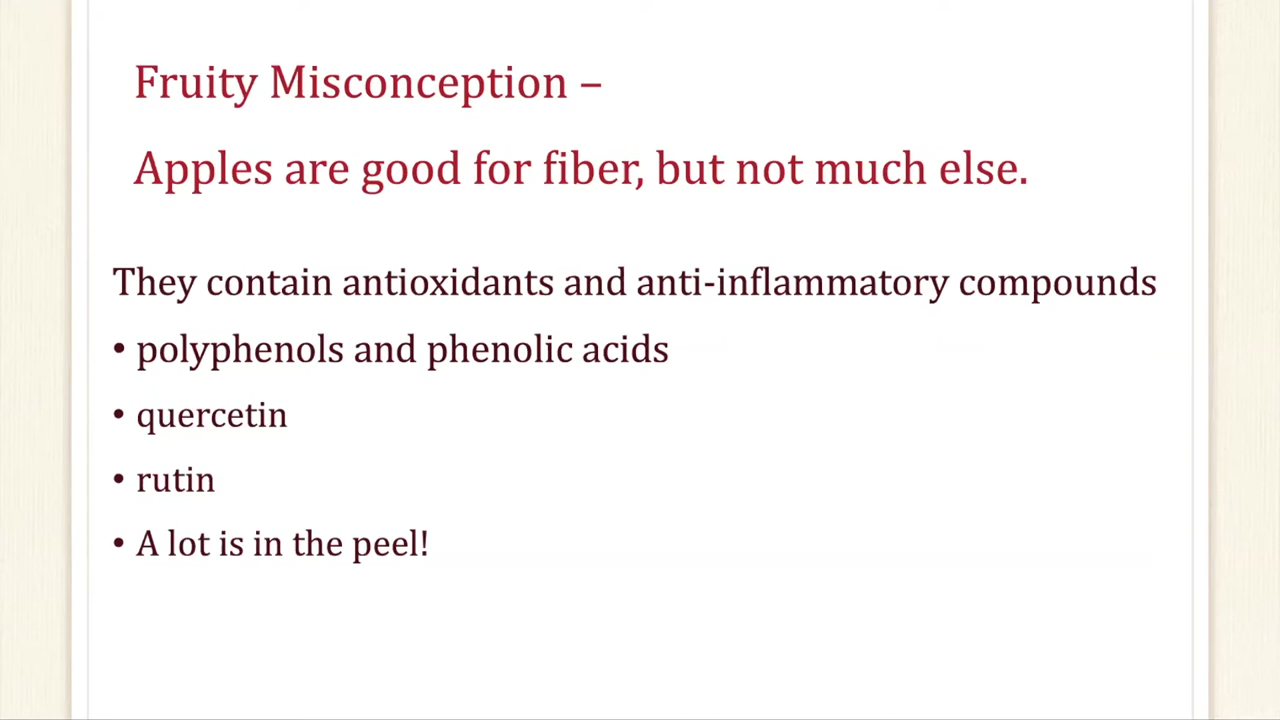 Fruity Misconception –
Apples are good for fiber, but not much else.
They contain antioxidants and anti-inflammatory compounds
• polyphenols and phenolic acids
• quercetin
• rutin
• A lot is in the peel!